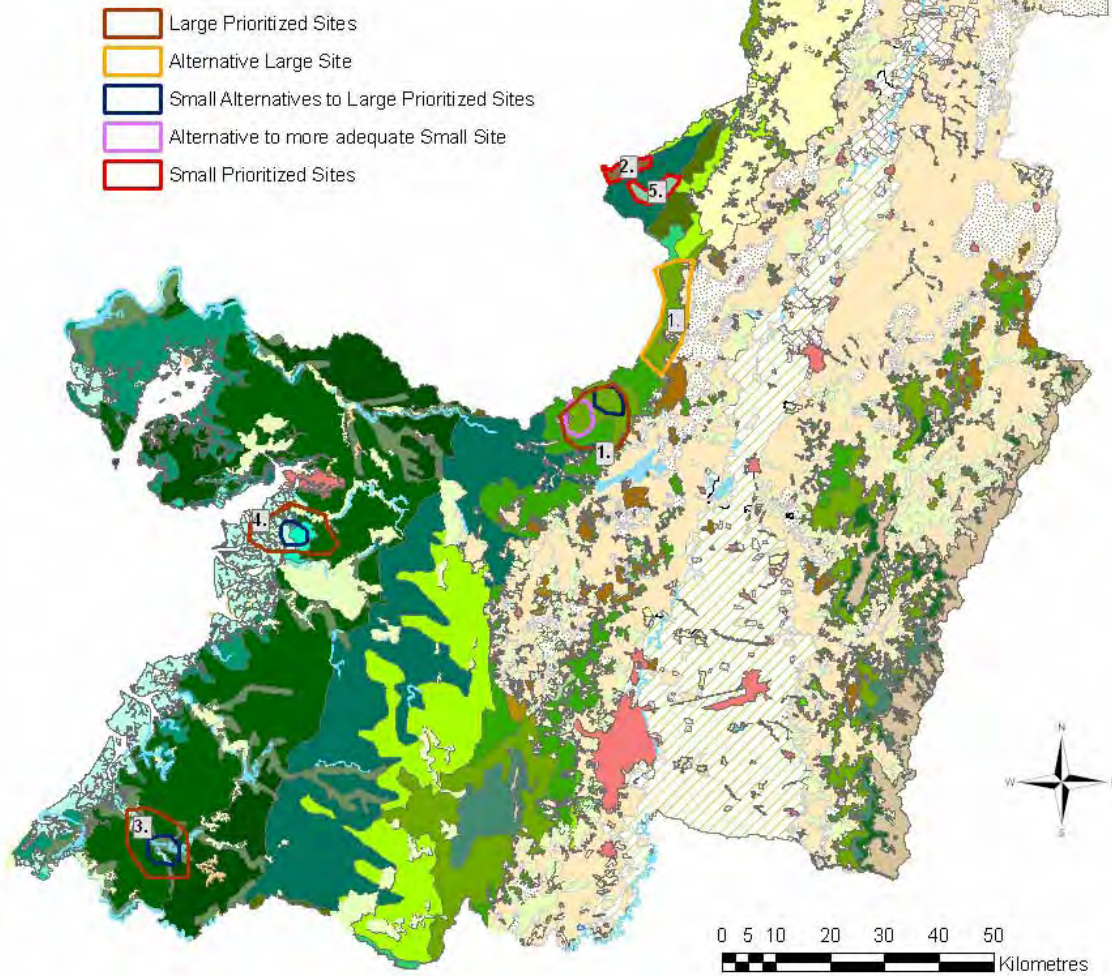 Large Prioritized Sites
Alternative Large Site
Small Alternatives to Large Prioritized Sites
Alternative to more adequate Small Site
Small Prioritized Sites
2.
5.
1.
1.
4.
3.
N
W
S
0 5 10 20 30 40 50
Kilometres